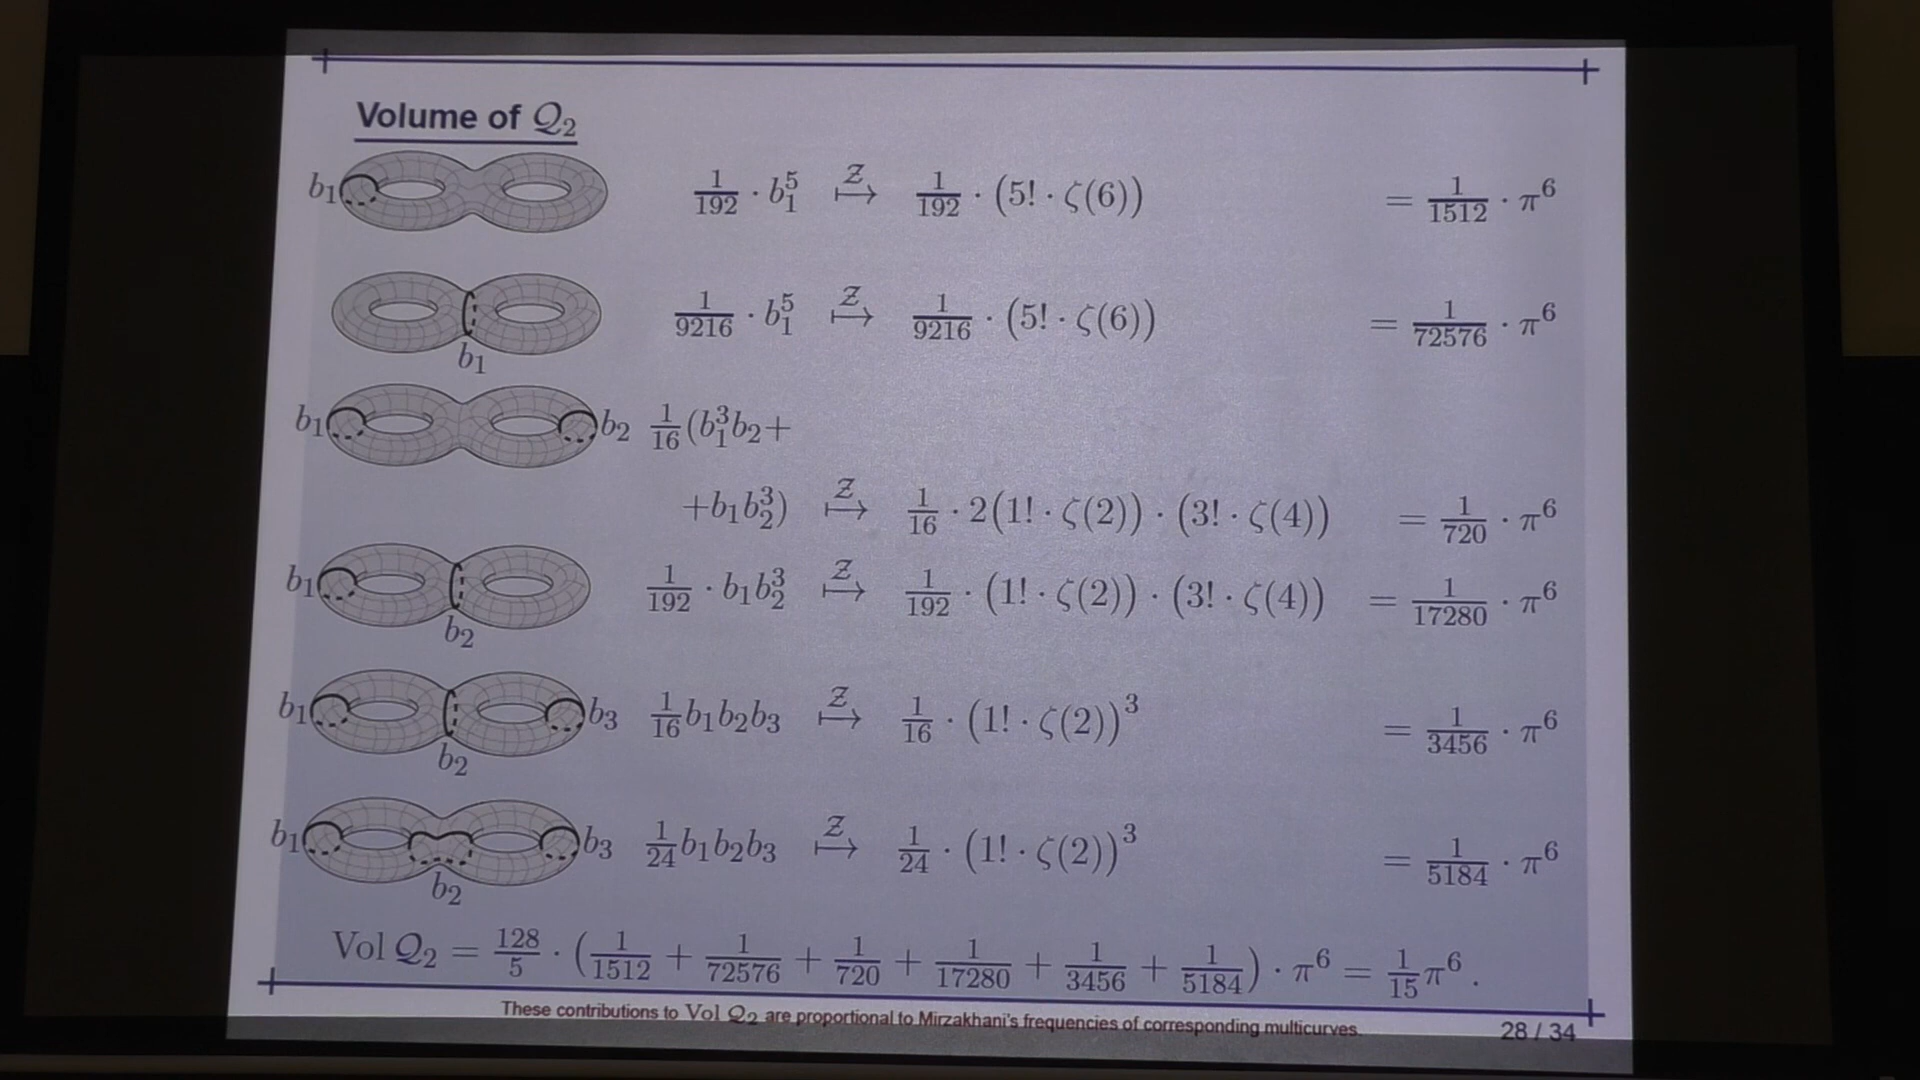 Volume of 𝒬₂
b₁ 1/192 · b₁⁵ ↦^𝒵 1/192 · (5! · ζ(6)) = 1/1512 · π⁶
1/9216 · b₁⁵ ↦^𝒵 1/9216 · (5! · ζ(6)) = 1/72576 · π⁶
b₁
b₁ b₂ 1/16 (b₁³b₂+
+b₁b₂³) ↦^𝒵 1/16 · 2(1! · ζ(2)) · (3! · ζ(4)) = 1/720 · π⁶
b₁ 1/192 · b₁b₂³ ↦^𝒵 1/192 · (1! · ζ(2)) · (3! · ζ(4)) = 1/17280 · π⁶
b₂
b₁ b₃ 1/16 b₁b₂b₃ ↦^𝒵 1/16 · (1! · ζ(2))³ = 1/3456 · π⁶
b₂
b₁ b₃ 1/24 b₁b₂b₃ ↦^𝒵 1/24 · (1! · ζ(2))³ = 1/5184 · π⁶
b₂
Vol 𝒬₂ = 128/5 · (1/1512 + 1/72576 + 1/720 + 1/17280 + 1/3456 + 1/5184) · π⁶ = 1/15 π⁶ .
These contributions to Vol 𝒬₂ are proportional to Mirzakhani's frequencies of corresponding multicurves.
28 / 34